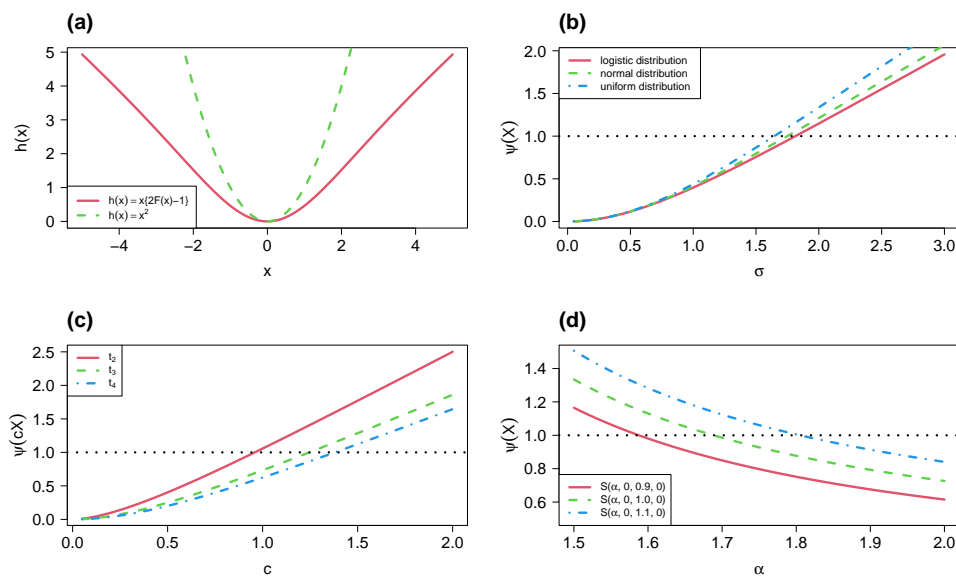 (a)
h(x)
5
4
3
2
1
0
h(x) = x{2F(x)−1}
h(x) = x²
−4 −2 0 2 4
x
(b)
ψ(X)
2.0
1.5
1.0
0.5
0.0
logistic distribution
normal distribution
uniform distribution
0.0 0.5 1.0 1.5 2.0 2.5 3.0
σ
(c)
ψ(cX)
2.5
2.0
1.5
1.0
0.5
0.0
t₂
t₃
t₄
0.0 0.5 1.0 1.5 2.0
c
(d)
ψ(X)
1.4
1.2
1.0
0.8
0.6
S(α, 0, 0.9, 0)
S(α, 0, 1.0, 0)
S(α, 0, 1.1, 0)
1.5 1.6 1.7 1.8 1.9 2.0
α